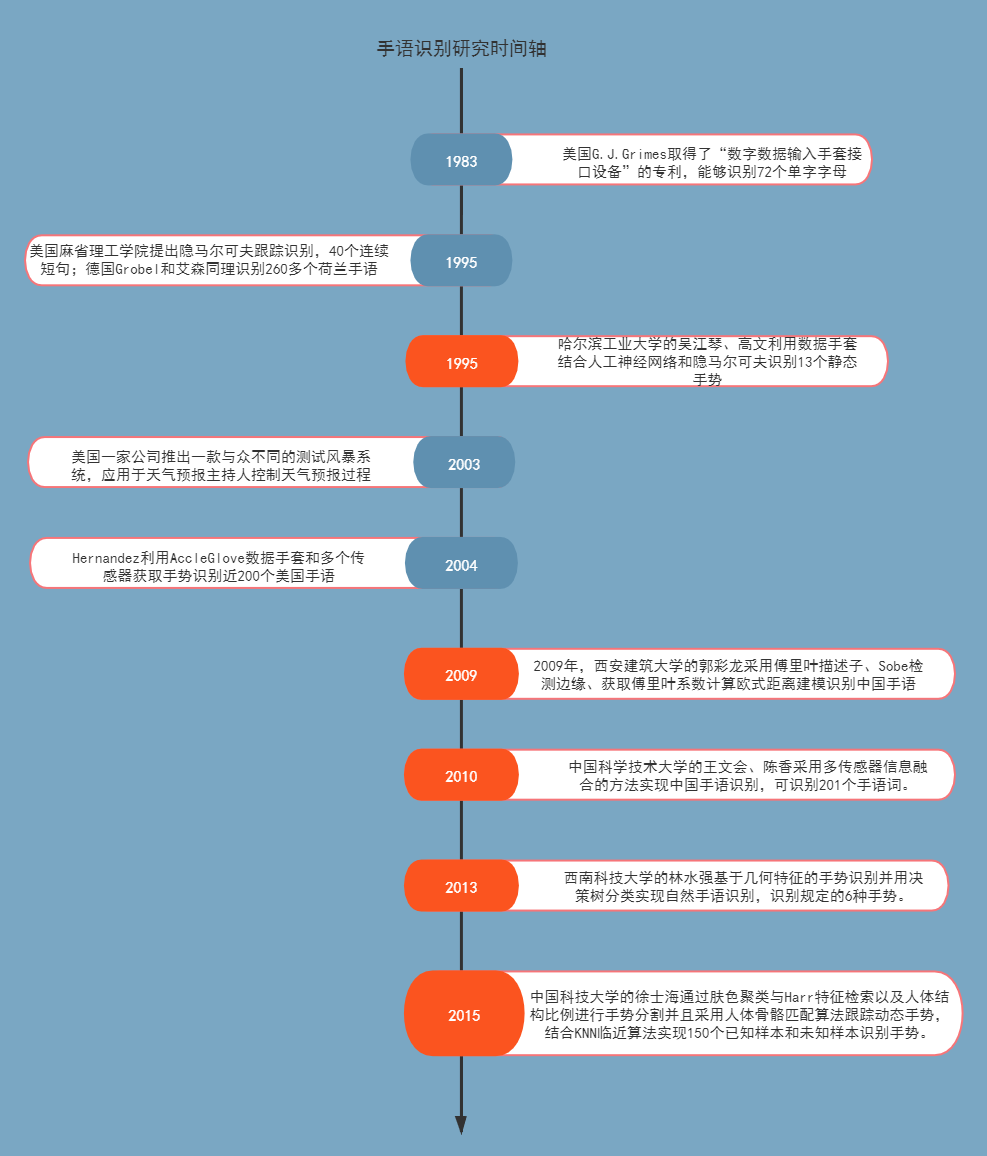 手语识别研究时间轴
1983
美国G.J.Grimes取得了“数字数据输入手套接
口设备”的专利，能够识别72个单字字母
美国麻省理工学院提出隐马尔可夫跟踪识别，40个连续
短句；德国Grobel和艾森同理识别260多个荷兰手语
1995
1995
哈尔滨工业大学的吴江琴、高文利用数据手套
结合人工神经网络和隐马尔可夫识别13个静态
手势
美国一家公司推出一款与众不同的测试风暴系
统，应用于天气预报主持人控制天气预报过程
2003
Hernandez利用AccleGlove数据手套和多个传
感器获取手势识别近200个美国手语
2004
2009
2009年，西安建筑大学的郭彩龙采用傅里叶描述子、Sobe检
测边缘、获取傅里叶系数计算欧式距离建模识别中国手语
2010
中国科学技术大学的王文会、陈香采用多传感器信息融
合的方法实现中国手语识别，可识别201个手语词。
2013
西南科技大学的林水强基于几何特征的手势识别并用决
策树分类实现自然手语识别，识别规定的6种手势。
2015
中国科技大学的徐士海通过肤色聚类与Harr特征检索以及人体结
构比例进行手势分割并且采用人体骨骼匹配算法跟踪动态手势，
结合KNN临近算法实现150个已知样本和未知样本识别手势。